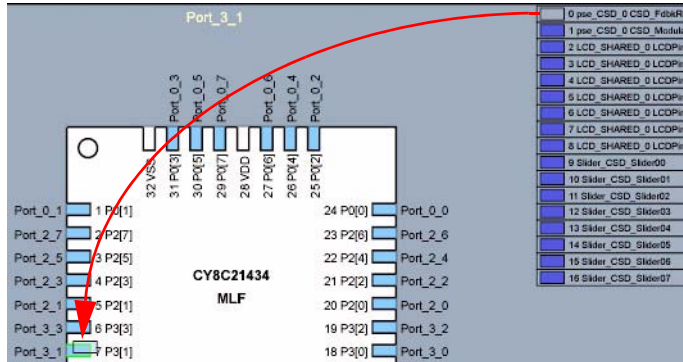 Port_3_1
0 pse_CSD_0 CSD_FdbkR
1 pse_CSD_0 CSD_Modula
2 LCD_SHARED_0 LCDPi
3 LCD_SHARED_0 LCDPi
4 LCD_SHARED_0 LCDPi
5 LCD_SHARED_0 LCDPi
6 LCD_SHARED_0 LCDPi
7 LCD_SHARED_0 LCDPi
8 LCD_SHARED_0 LCDPi
9 Slider_CSD_Slider00
10 Slider_CSD_Slider01
11 Slider_CSD_Slider02
12 Slider_CSD_Slider03
13 Slider_CSD_Slider04
14 Slider_CSD_Slider05
15 Slider_CSD_Slider06
16 Slider_CSD_Slider07
Port_0_3
Port_0_5
Port_0_7
Port_0_6
Port_0_4
Port_0_2
32 VSS
31 P0[3]
30 P0[5]
29 P0[7]
28 VDD
27 P0[6]
26 P0[4]
25 P0[2]
Port_0_1 1 P0[1]
Port_2_7 2 P2[7]
Port_2_5 3 P2[5]
Port_2_3 4 P2[3]
Port_2_1 5 P2[1]
Port_3_3 6 P3[3]
Port_3_1 7 P3[1]
CY8C21434
MLF
24 P0[0] Port_0_0
23 P2[6] Port_2_6
22 P2[4] Port_2_4
21 P2[2] Port_2_2
20 P2[0] Port_2_0
19 P3[2] Port_3_2
18 P3[0] Port_3_0